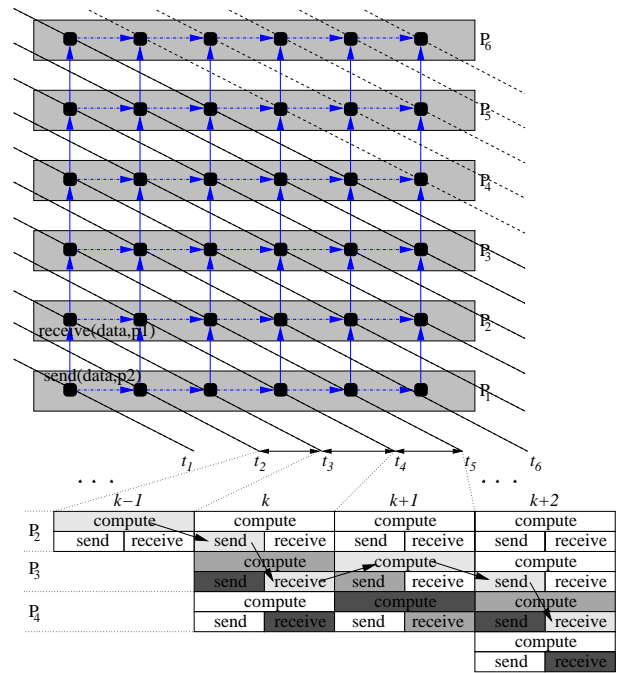 P6
P5
P4
P3
receive(data,p1) P2
send(data,p2) P1
t1 t2 t3 t4 t5 t6
. . . . . .
k−1 k k+1 k+2
P2 compute compute compute compute
send receive send receive send receive send receive
P3 compute compute compute
send receive send receive send receive
P4 compute compute compute
send receive send receive send receive
compute
send receive